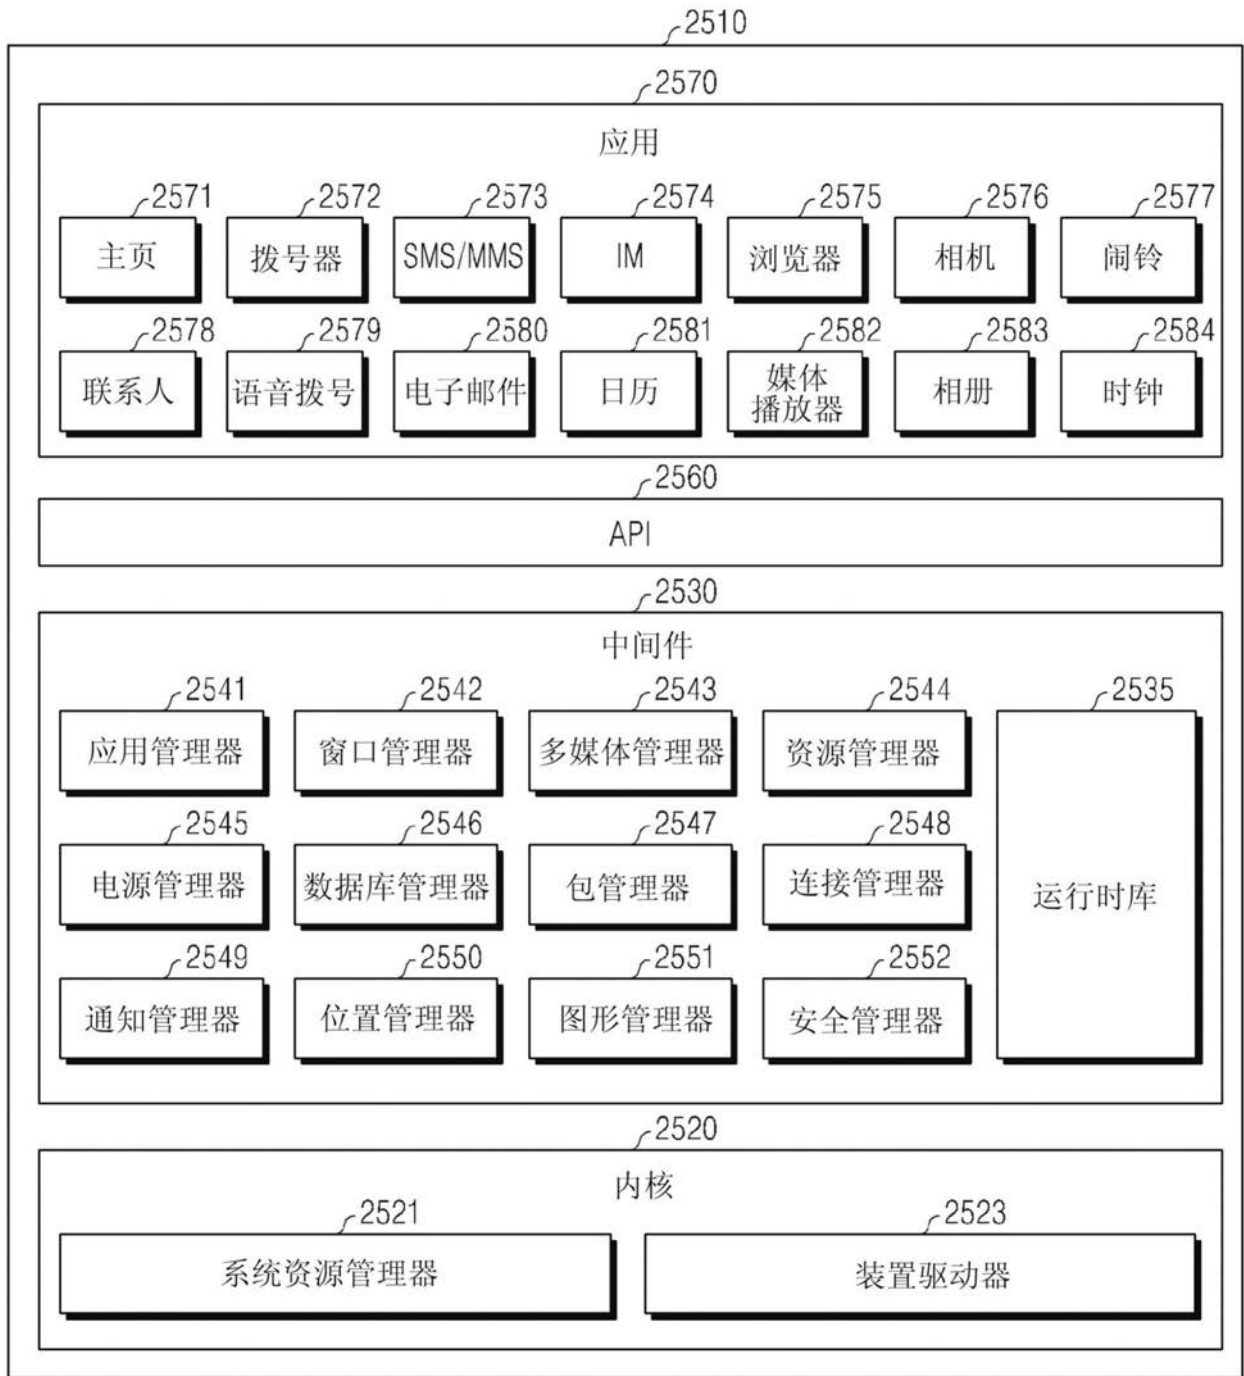 2510
2570
应用
2571 2572 2573 2574 2575 2576 2577
主页 拨号器 SMS/MMS IM 浏览器 相机 闹铃
2578 2579 2580 2581 2582 2583 2584
联系人 语音拨号 电子邮件 日历 媒体 相册 时钟
播放器
2560
API
2530
中间件
2541 2542 2543 2544 2535
应用管理器 窗口管理器 多媒体管理器 资源管理器
2545 2546 2547 2548
电源管理器 数据库管理器 包管理器 连接管理器 运行时库
2549 2550 2551 2552
通知管理器 位置管理器 图形管理器 安全管理器
2520
内核
2521 2523
系统资源管理器 装置驱动器